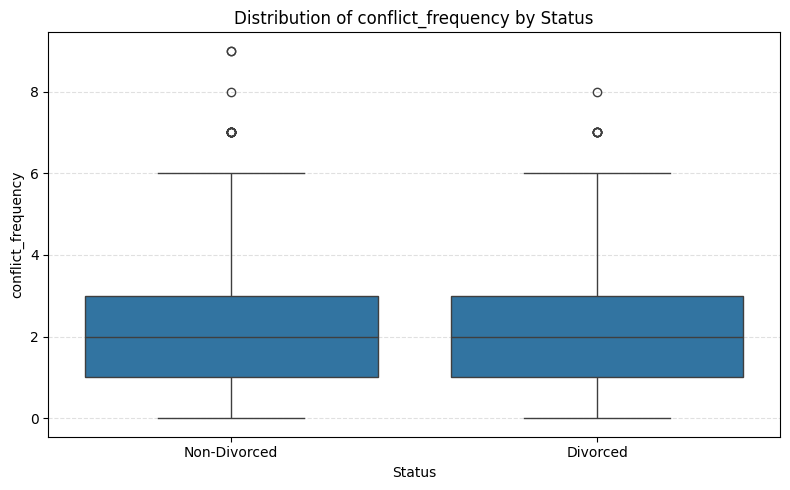 Distribution of conflict_frequency by Status
conflict_frequency
8
6
4
2
0
Non-Divorced
Divorced
Status